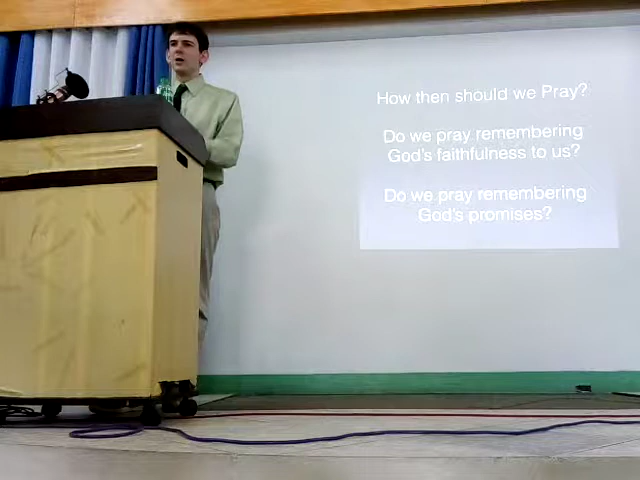 How then should we Pray?
Do we pray remembering
God's faithfulness to us?
Do we pray remembering
God's promises?